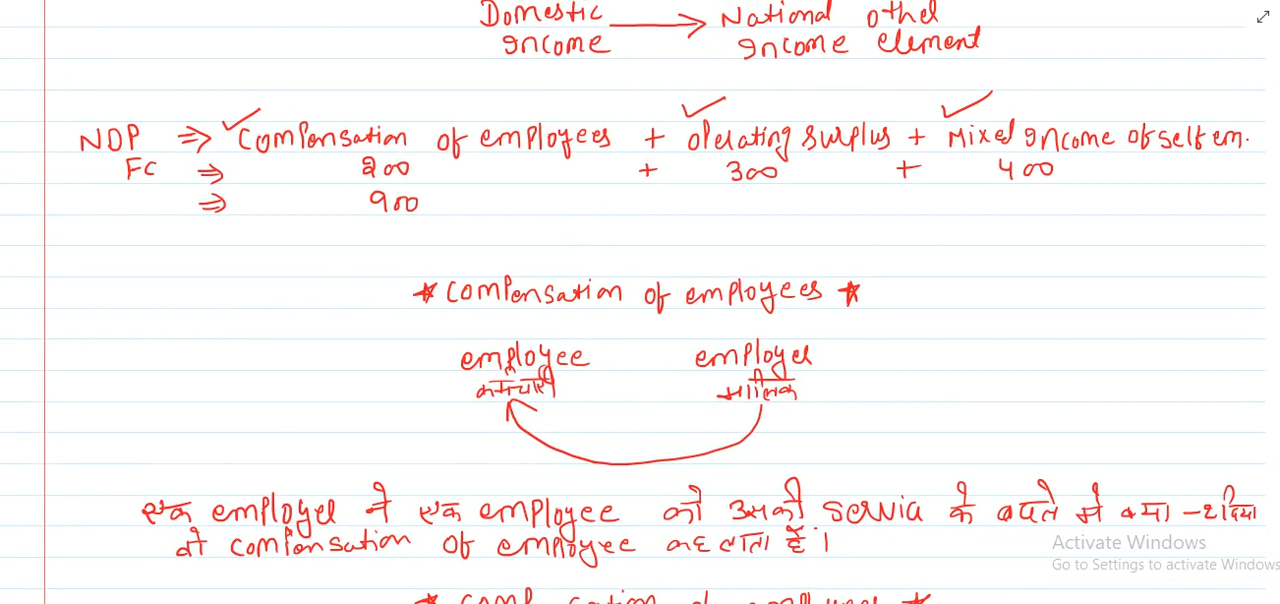 Domestic → National other
Income Income element
NDP ⇒ ✓Compensation of employees + ✓operating surplus + ✓Mixed Income of self em.
FC ⇒ 200 + 300 + 400
⇒ 900
★ compensation of employees ★
employee employer
कर्मचारी मालिक
एक employer ने एक employee को उसकी service के बदले में क्या-२ दिया
वो compensation of employee कहलाता है।
Activate Windows
Go to Settings to activate Windows